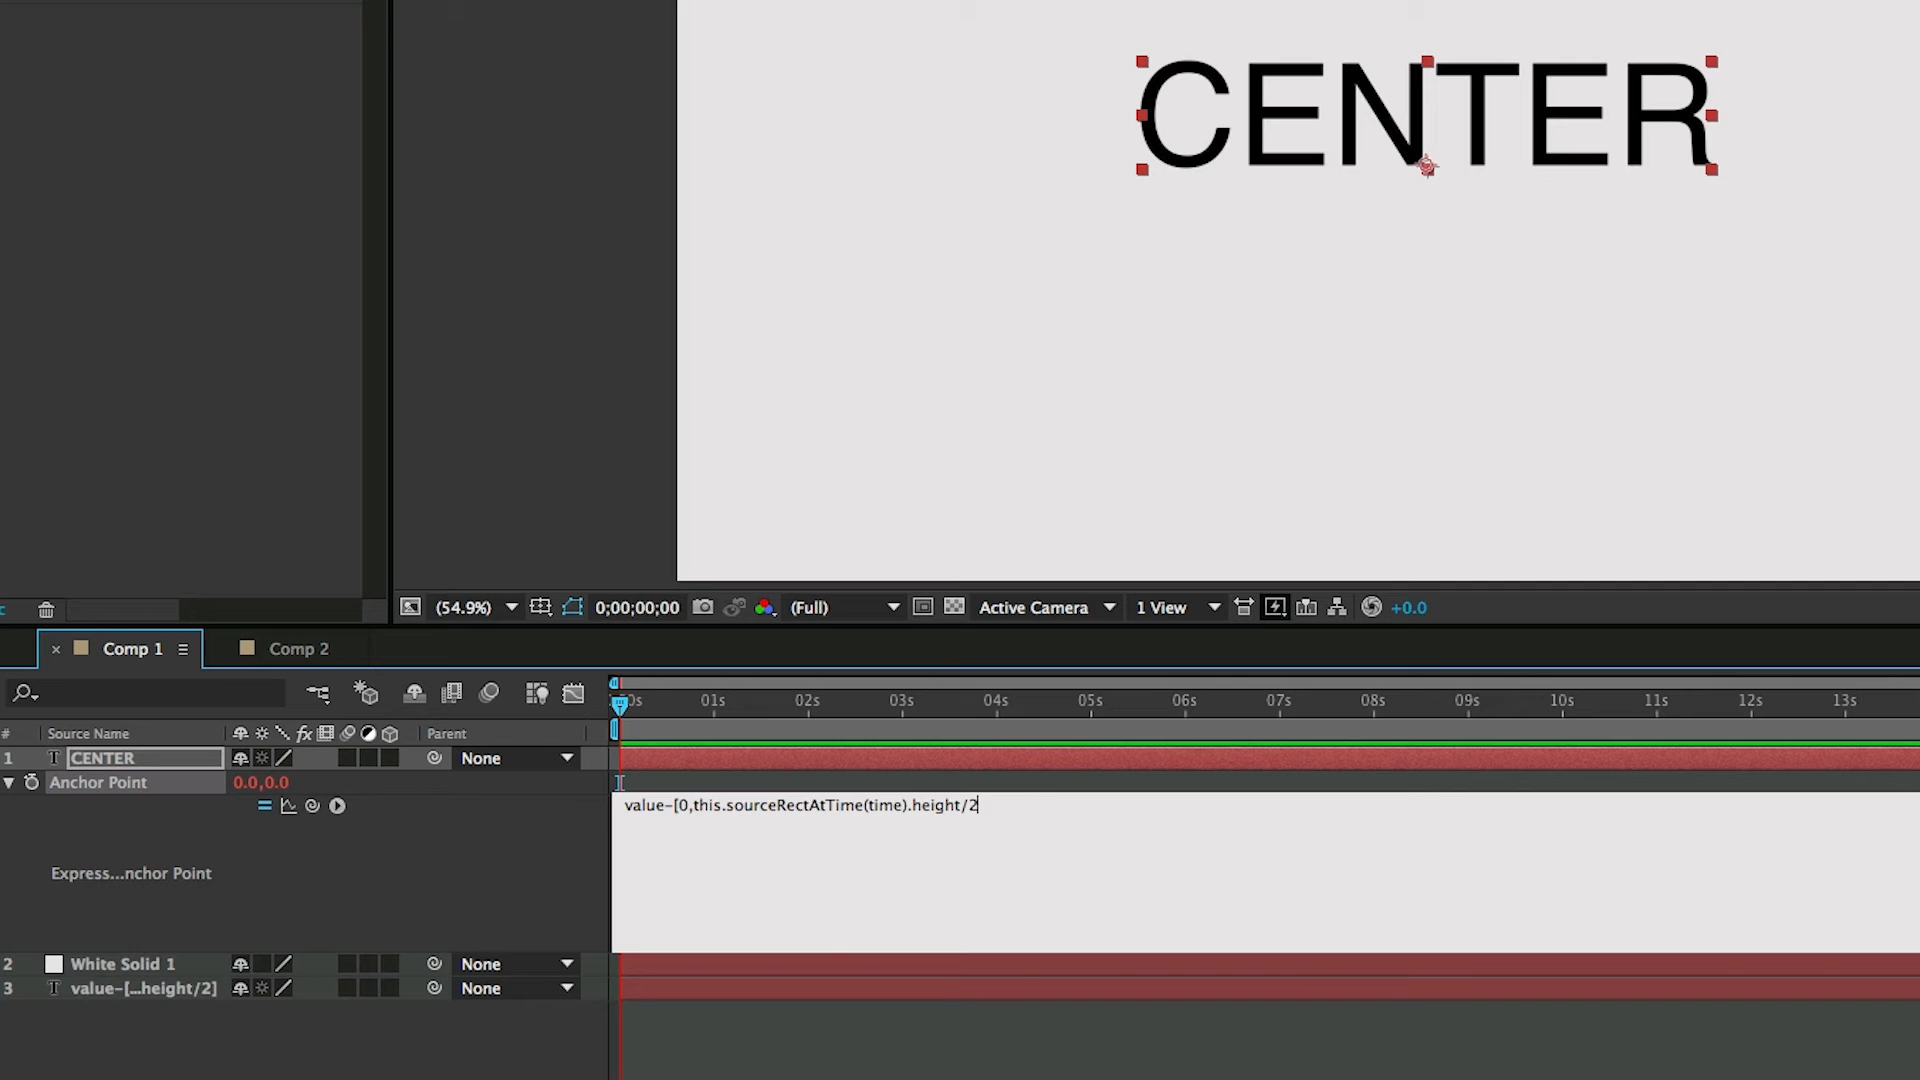 CENTER
(54.9%)
0;00;00;00
(Full)
Active Camera
1 View
+0.0
Comp 1
Comp 2
0s 01s 02s 03s 04s 05s 06s 07s 08s 09s 10s 11s 12s 13s
# Source Name fx Parent
1 T CENTER None
Anchor Point 0.0,0.0
value-[0,this.sourceRectAtTime(time).height/2
Express...nchor Point
2 White Solid 1 None
3 T value-[...height/2] None